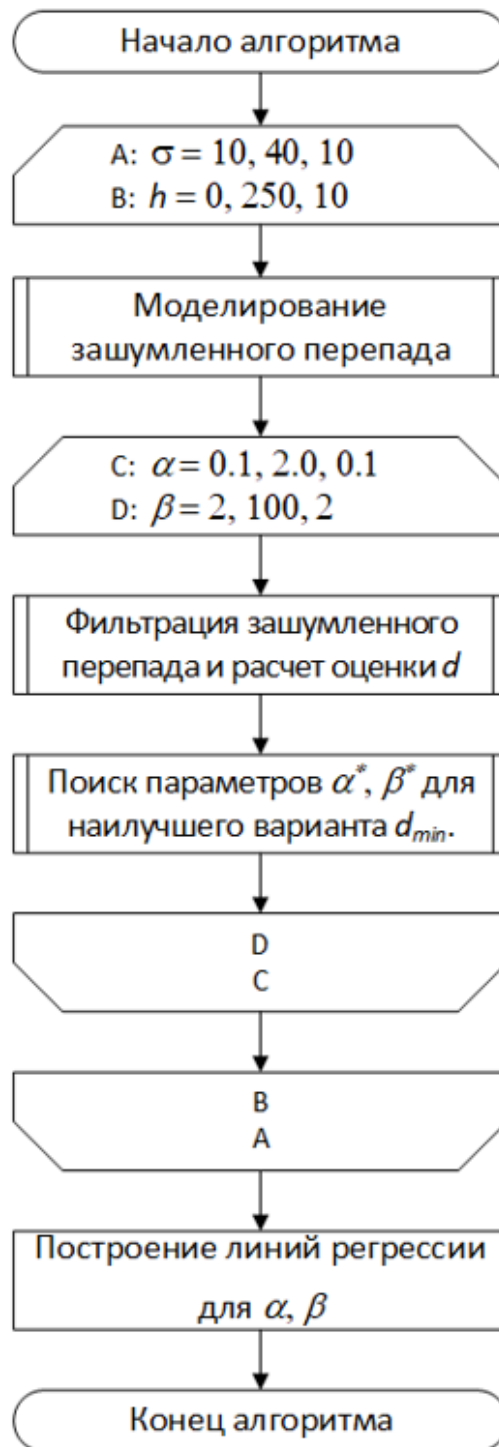 Начало алгоритма
A: σ = 10, 40, 10
B: h = 0, 250, 10
Моделирование
зашумленного перепада
C: α = 0.1, 2.0, 0.1
D: β = 2, 100, 2
Фильтрация зашумленного
перепада и расчет оценки d
Поиск параметров α*, β* для
наилучшего варианта dmin.
D
C
B
A
Построение линий регрессии
для α, β
Конец алгоритма